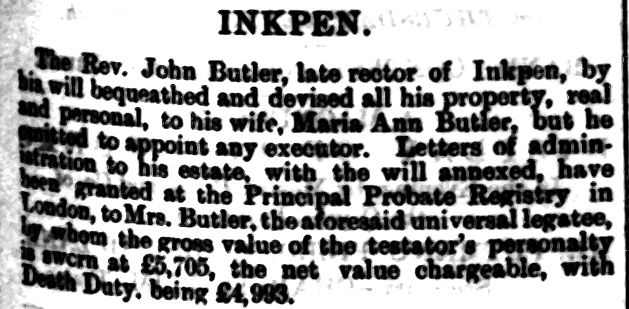 INKPEN.
The Rev. John Butler, late rector of Inkpen, by
his will bequeathed and devised all his property, real
and personal, to his wife, Maria Ann Butler, but he
omitted to appoint any executor. Letters of admin-
istration to his estate, with the will annexed, have
been granted at the Principal Probate Registry in
London, to Mrs. Butler, the aforesaid universal legatee,
by whom the gross value of the testator's personalty
is sworn at £5,705, the net value chargeable, with
Death Duty, being £4,993.